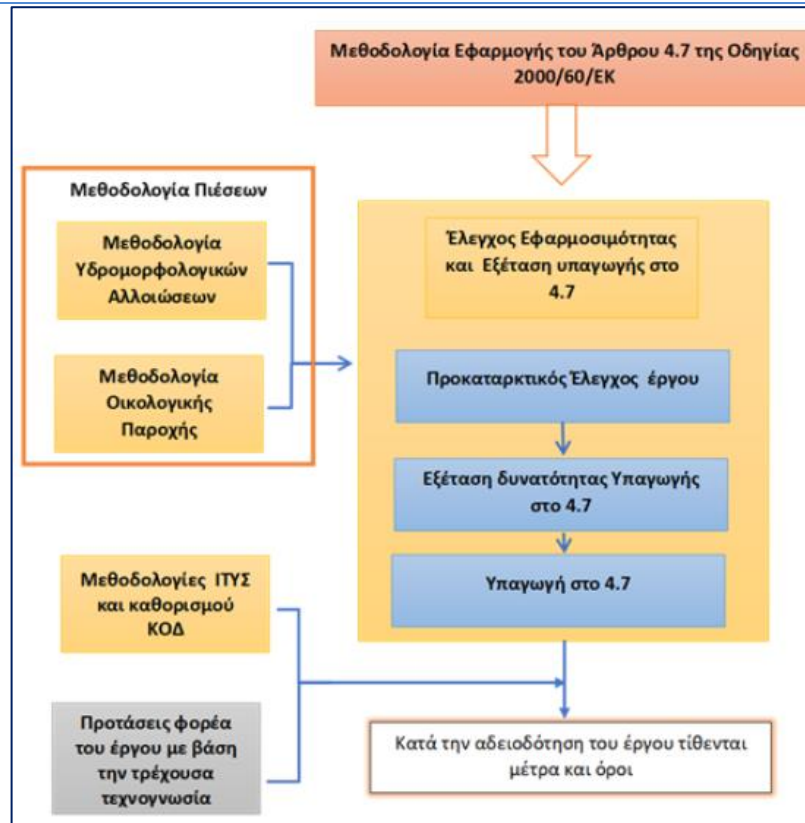 Μεθοδολογία Εφαρμογής του Άρθρου 4.7 της Οδηγίας
2000/60/ΕΚ
Μεθοδολογία Πιέσεων
Μεθοδολογία
Υδρομορφολογικών
Αλλοιώσεων
Μεθοδολογία
Οικολογικής
Παροχής
Έλεγχος Εφαρμοσιμότητας
και Εξέταση υπαγωγής στο
4.7
Προκαταρκτικός Έλεγχος έργου
Εξέταση δυνατότητας Υπαγωγής
στο 4.7
Υπαγωγή στο 4.7
Μεθοδολογίες ΙΤΥΣ
και καθορισμού
ΚΟΔ
Προτάσεις φορέα
του έργου με βάση
την τρέχουσα
τεχνογνωσία
Κατά την αδειοδότηση του έργου τίθενται
μέτρα και όροι